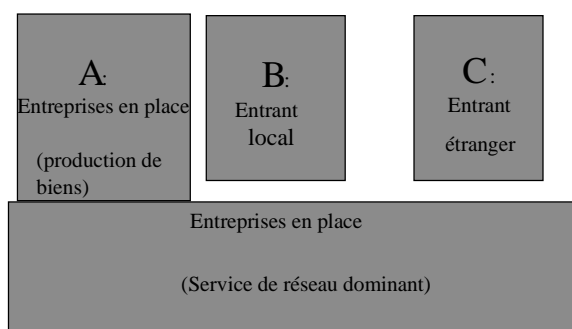 A:
Entreprises en place
(production de
biens)
B:
Entrant
local
C:
Entrant
étranger
Entreprises en place
(Service de réseau dominant)